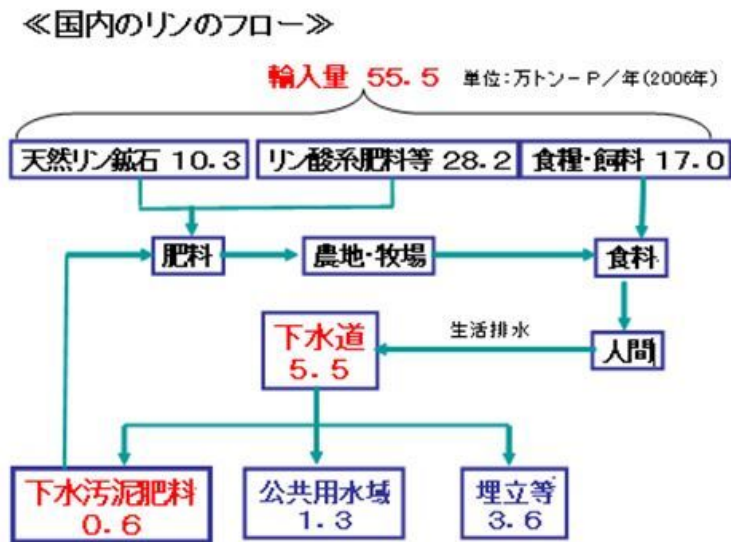 ≪国内のリンのフロー≫
輸入量 55.5 単位:万トン－P／年(2006年)
天然リン鉱石 10.3 リン酸系肥料等 28.2 食糧・飼料 17.0
肥料 農地・牧場 食料
下水道
5.5
生活排水
人間
下水汚泥肥料
0.6
公共用水域
1.3
埋立等
3.6